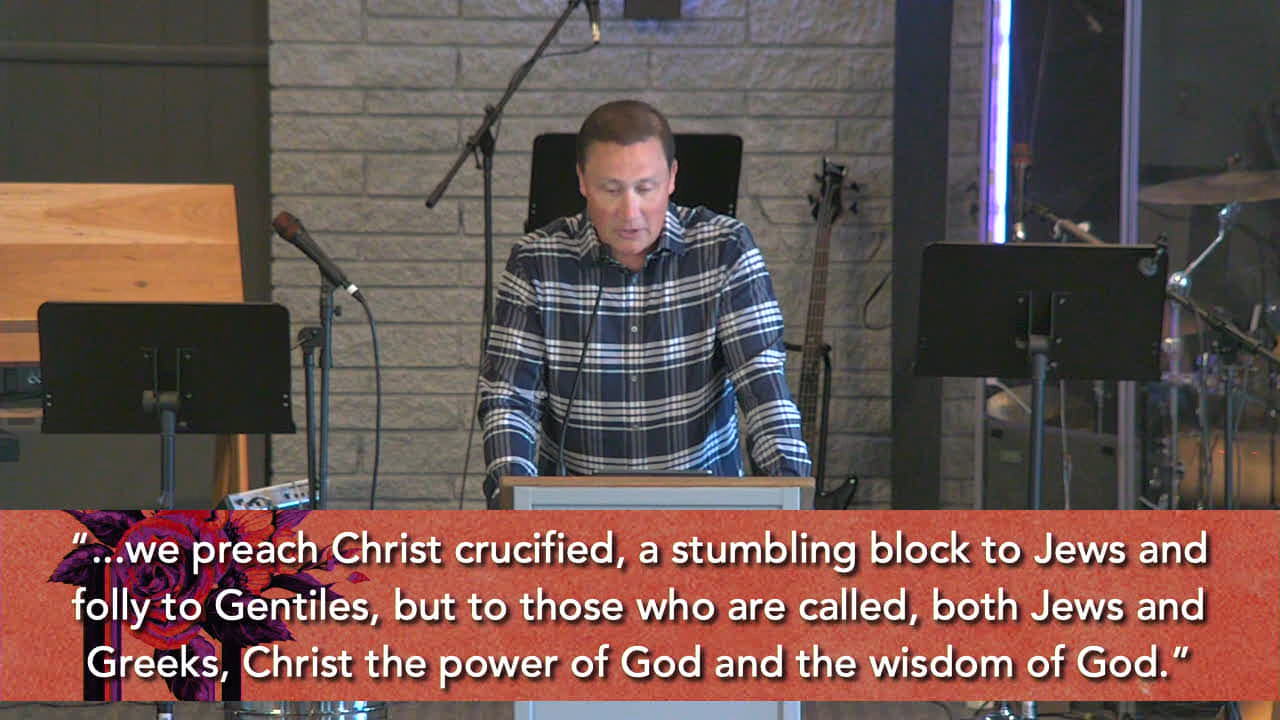 “...we preach Christ crucified, a stumbling block to Jews and
folly to Gentiles, but to those who are called, both Jews and
Greeks, Christ the power of God and the wisdom of God.”